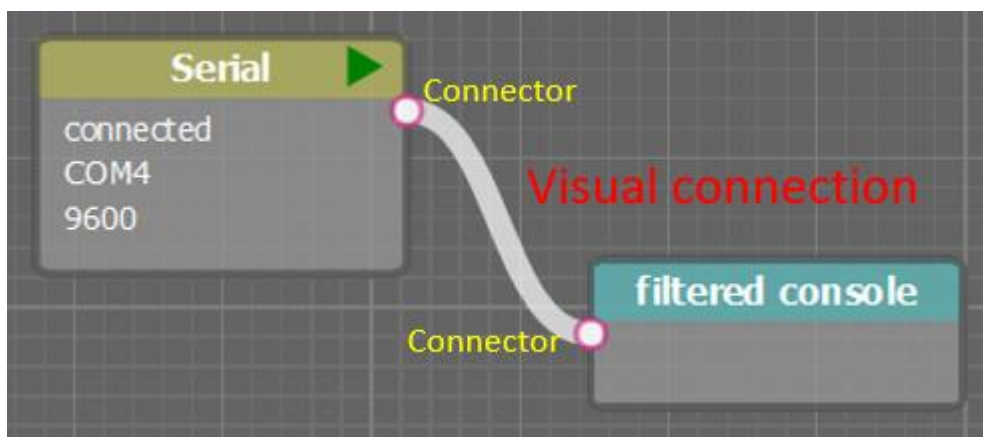 Serial
Connector
connected
COM4
9600
Visual connection
filtered console
Connector